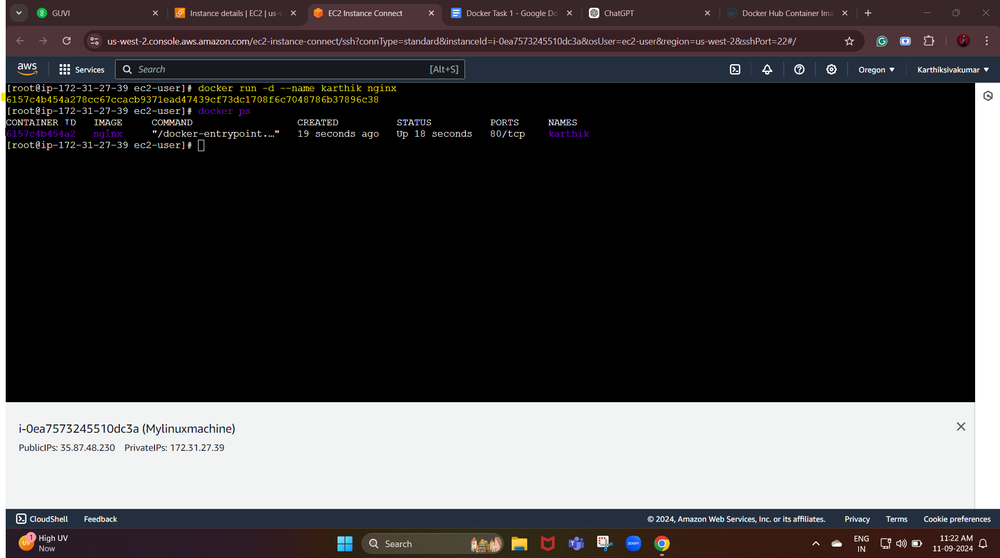 GUVI
Instance details | EC2 | us-w
EC2 Instance Connect
Docker Task 1 - Google Do
ChatGPT
Docker Hub Container Ima
us-west-2.console.aws.amazon.com/ec2-instance-connect/ssh?connType=standard&instanceId=i-0ea7573245510dc3a&osUser=ec2-user&region=us-west-2&sshPort=22#/
aws
Services
Search
[Alt+S]
Oregon
Karthiksivakumar
[root@ip-172-31-27-39 ec2-user]# docker run -d --name karthik nginx
6157c4b454a278cc67ccacb9371ead47439cf73dc1708f6c7048786b37896c38
[root@ip-172-31-27-39 ec2-user]# docker ps
CONTAINER ID IMAGE COMMAND CREATED STATUS PORTS NAMES
6157c4b454a2 nginx "/docker-entrypoint.…" 19 seconds ago Up 18 seconds 80/tcp karthik
[root@ip-172-31-27-39 ec2-user]#
i-0ea7573245510dc3a (Mylinuxmachine)
PublicIPs: 35.87.48.230 PrivateIPs: 172.31.27.39
CloudShell
Feedback
© 2024, Amazon Web Services, Inc. or its affiliates.
Privacy
Terms
Cookie preferences
UV
1
High UV
Now
Search
zoom
ENG
IN
11:22 AM
11-09-2024